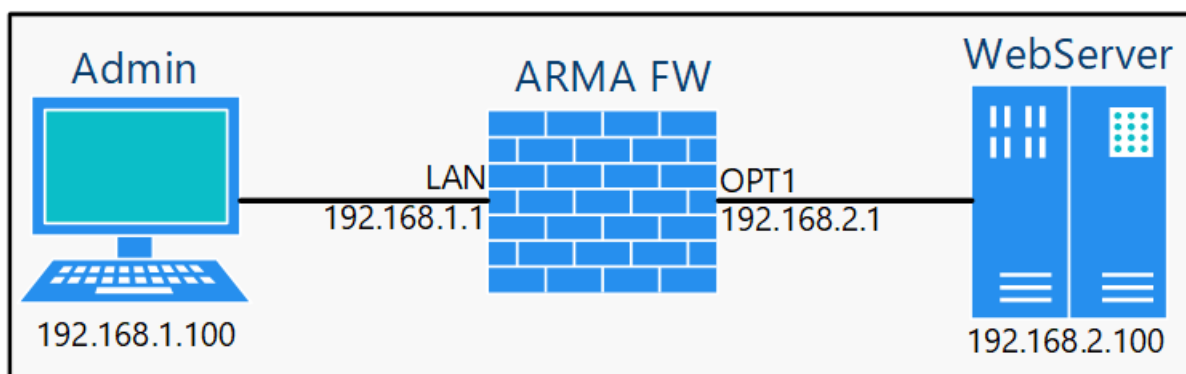 Admin
ARMA FW
WebServer
LAN
192.168.1.1
OPT1
192.168.2.1
192.168.1.100
192.168.2.100